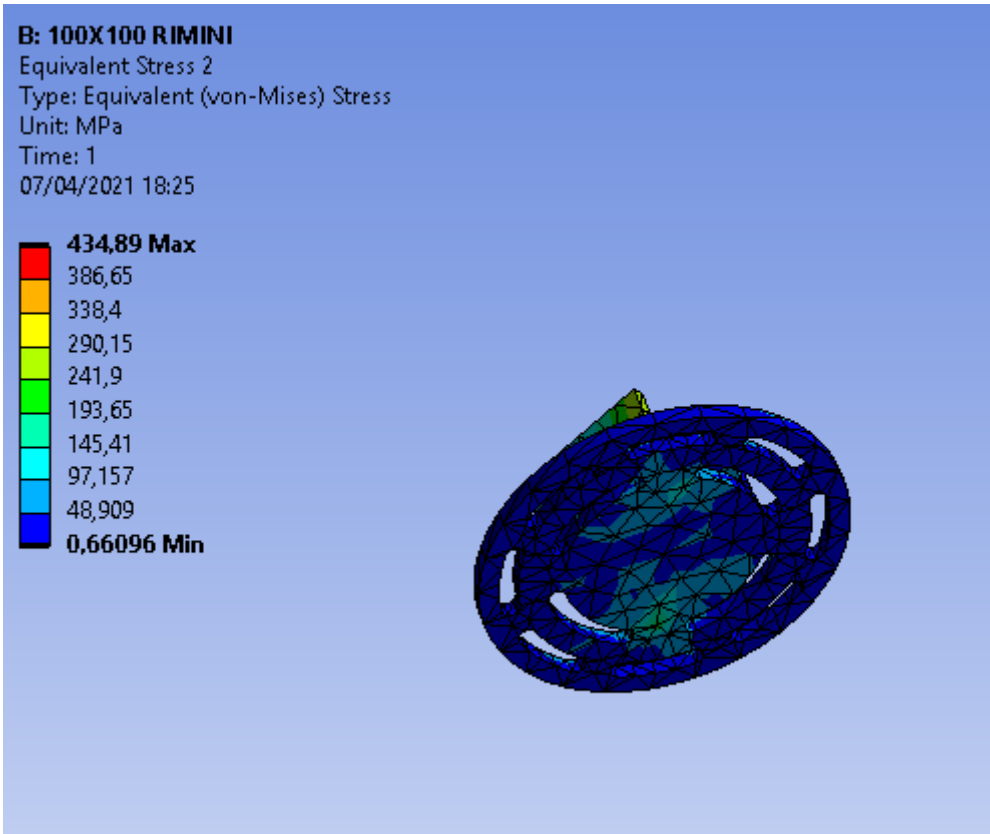 B: 100X100 RIMINI
Equivalent Stress 2
Type: Equivalent (von-Mises) Stress
Unit: MPa
Time: 1
07/04/2021 18:25
434,89 Max
386,65
338,4
290,15
241,9
193,65
145,41
97,157
48,909
0,66096 Min